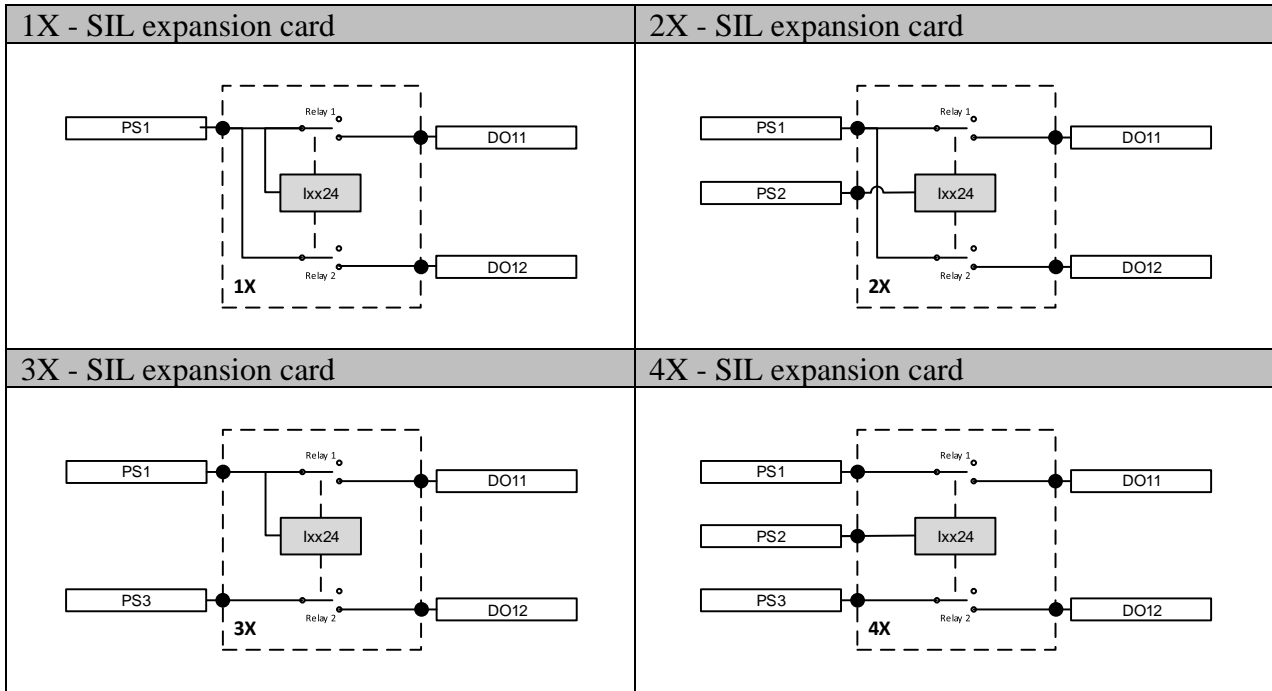 1X - SIL expansion card
2X - SIL expansion card
Relay 1
PS1
DO11
Ixx24
DO12
Relay 2
1X
Relay 1
PS1
DO11
PS2
Ixx24
DO12
Relay 2
2X
3X - SIL expansion card
4X - SIL expansion card
Relay 1
PS1
DO11
Ixx24
PS3
DO12
Relay 2
3X
Relay 1
PS1
DO11
PS2
Ixx24
PS3
DO12
Relay 2
4X